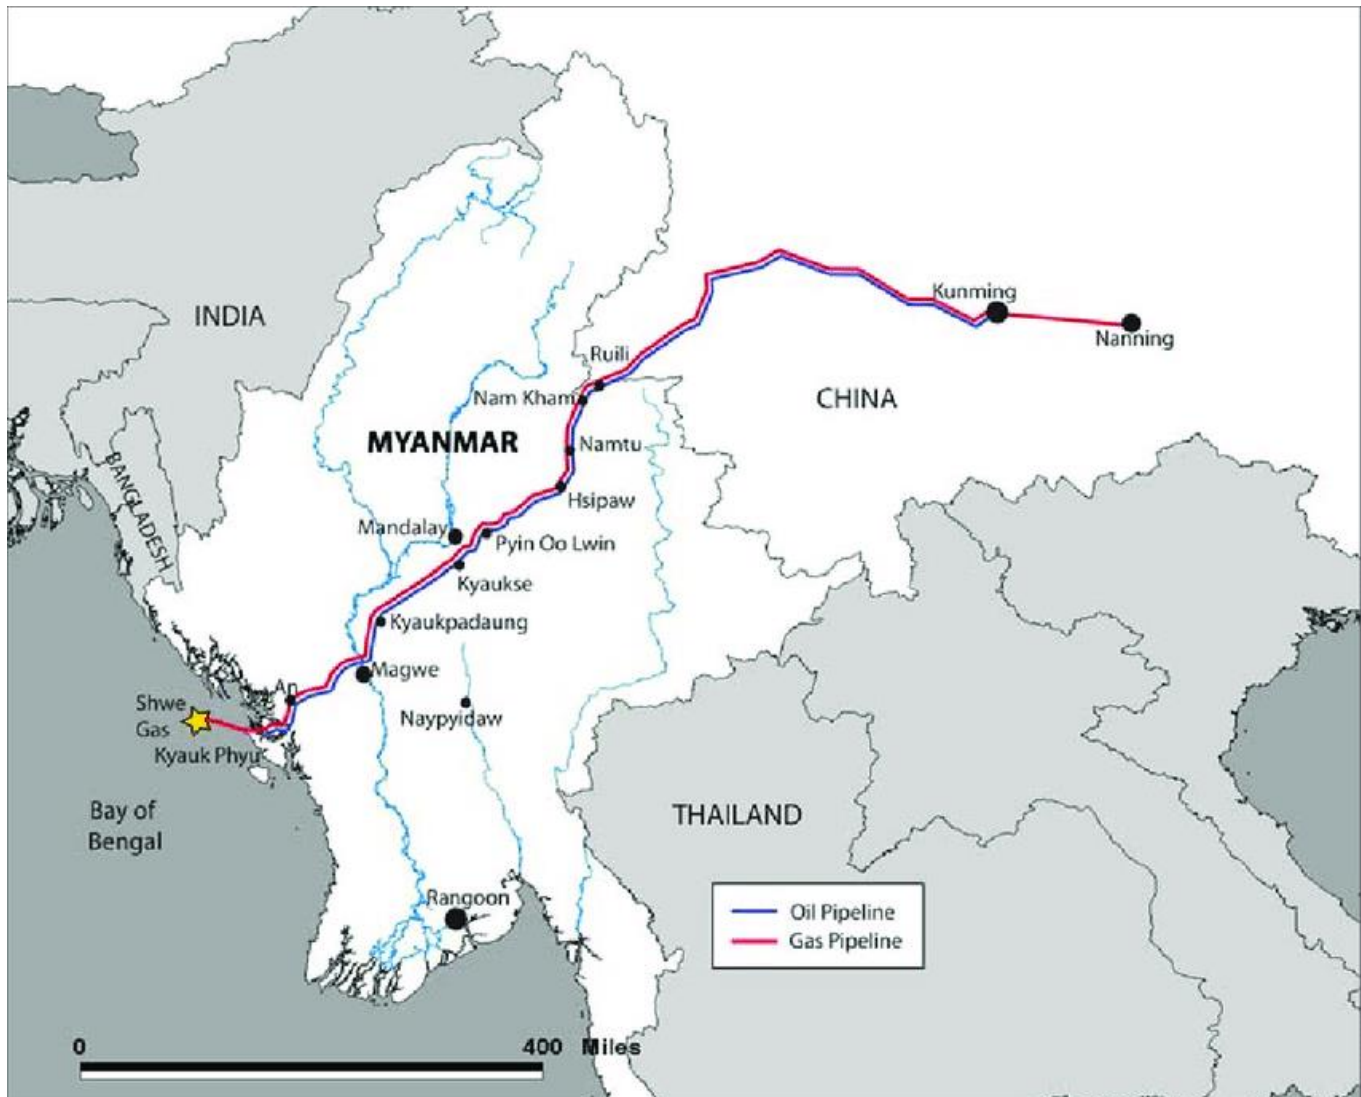 INDIA
Kunming
Nanning
Ruili
Nam Kham
CHINA
MYANMAR
Namtu
BANGLADESH
Hsipaw
Mandalay
Pyin Oo Lwin
Kyaukse
Kyaukpadaung
Magwe
An
Shwe
Gas
Naypyidaw
Kyauk Phyu
Bay of
Bengal
THAILAND
Rangoon
Oil Pipeline
Gas Pipeline
0 400 Miles